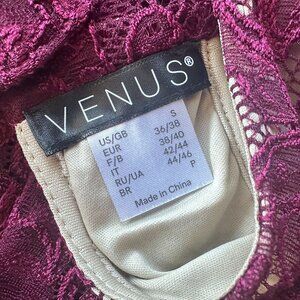 VENUS®
S
US/GB 36/38
EUR 38/40
F/B 42/44
IT 44/46
RU/UA P
BR
Made in China